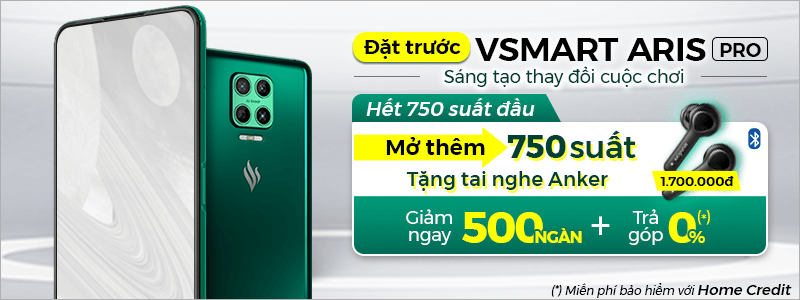 Đặt trước VSMART ARIS PRO
Sáng tạo thay đổi cuộc chơi
Hết 750 suất đầu
Mở thêm 750 suất
Tặng tai nghe Anker
1.700.000đ
Giảm ngay 500 NGÀN + Trả góp 0%(*)
(*) Miễn phí bảo hiểm với Home Credit